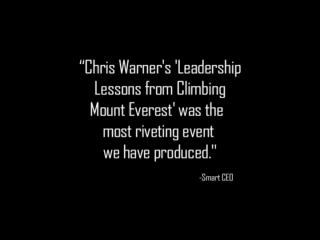 “Chris Warner's 'Leadership
Lessons from Climbing
Mount Everest' was the
most riveting event
we have produced."
-Smart CEO